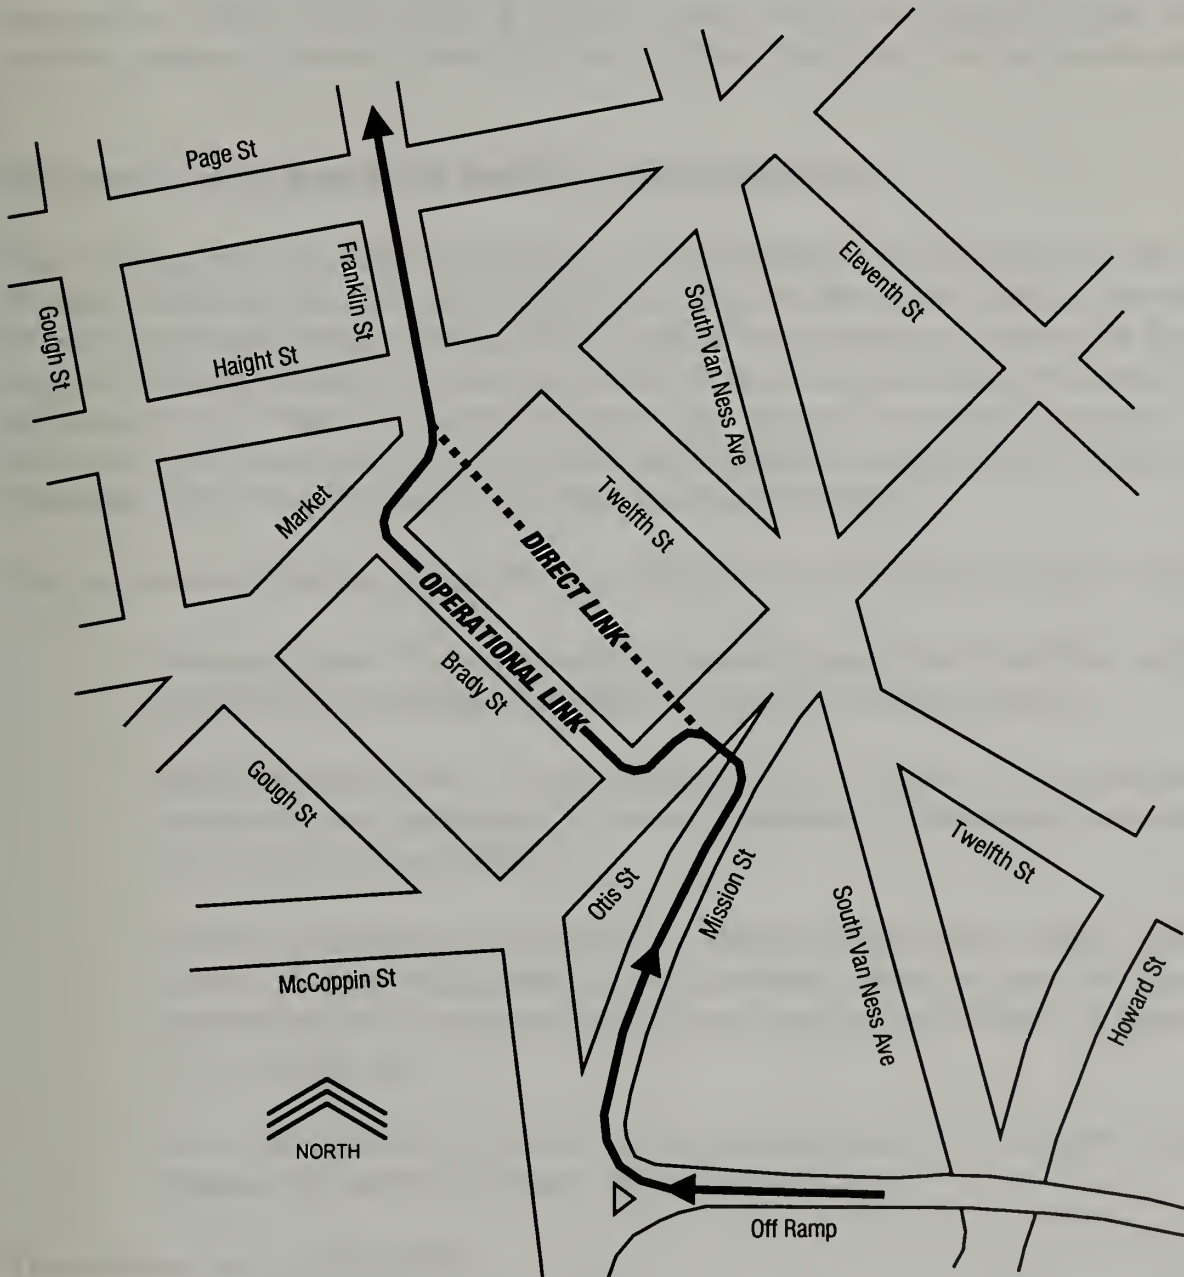 Page St
Franklin St
Eleventh St
Gough St
South Van Ness Ave
Haight St
Market
Twelfth St
DIRECT LINK
OPERATIONAL LINK
Brady St
Gough St
Twelfth St
Otis St
Mission St
South Van Ness Ave
Howard St
McCoppin St
NORTH
Off Ramp